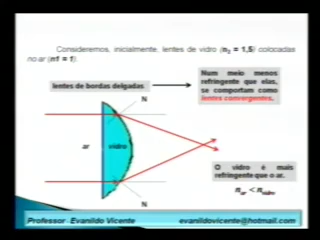 Consideremos, inicialmente, lentes de vidro (n₂ = 1,5) colocadas
no ar (n1 = 1).
lentes de bordas delgadas
Num meio menos
refringente que elas,
se comportam como
lentes convergentes.
N
ar
vidro
O vidro é mais
refringente que o ar.
n ar < n vidro
N
Professor Evanildo Vicente
evanildovicente@hotmail.com